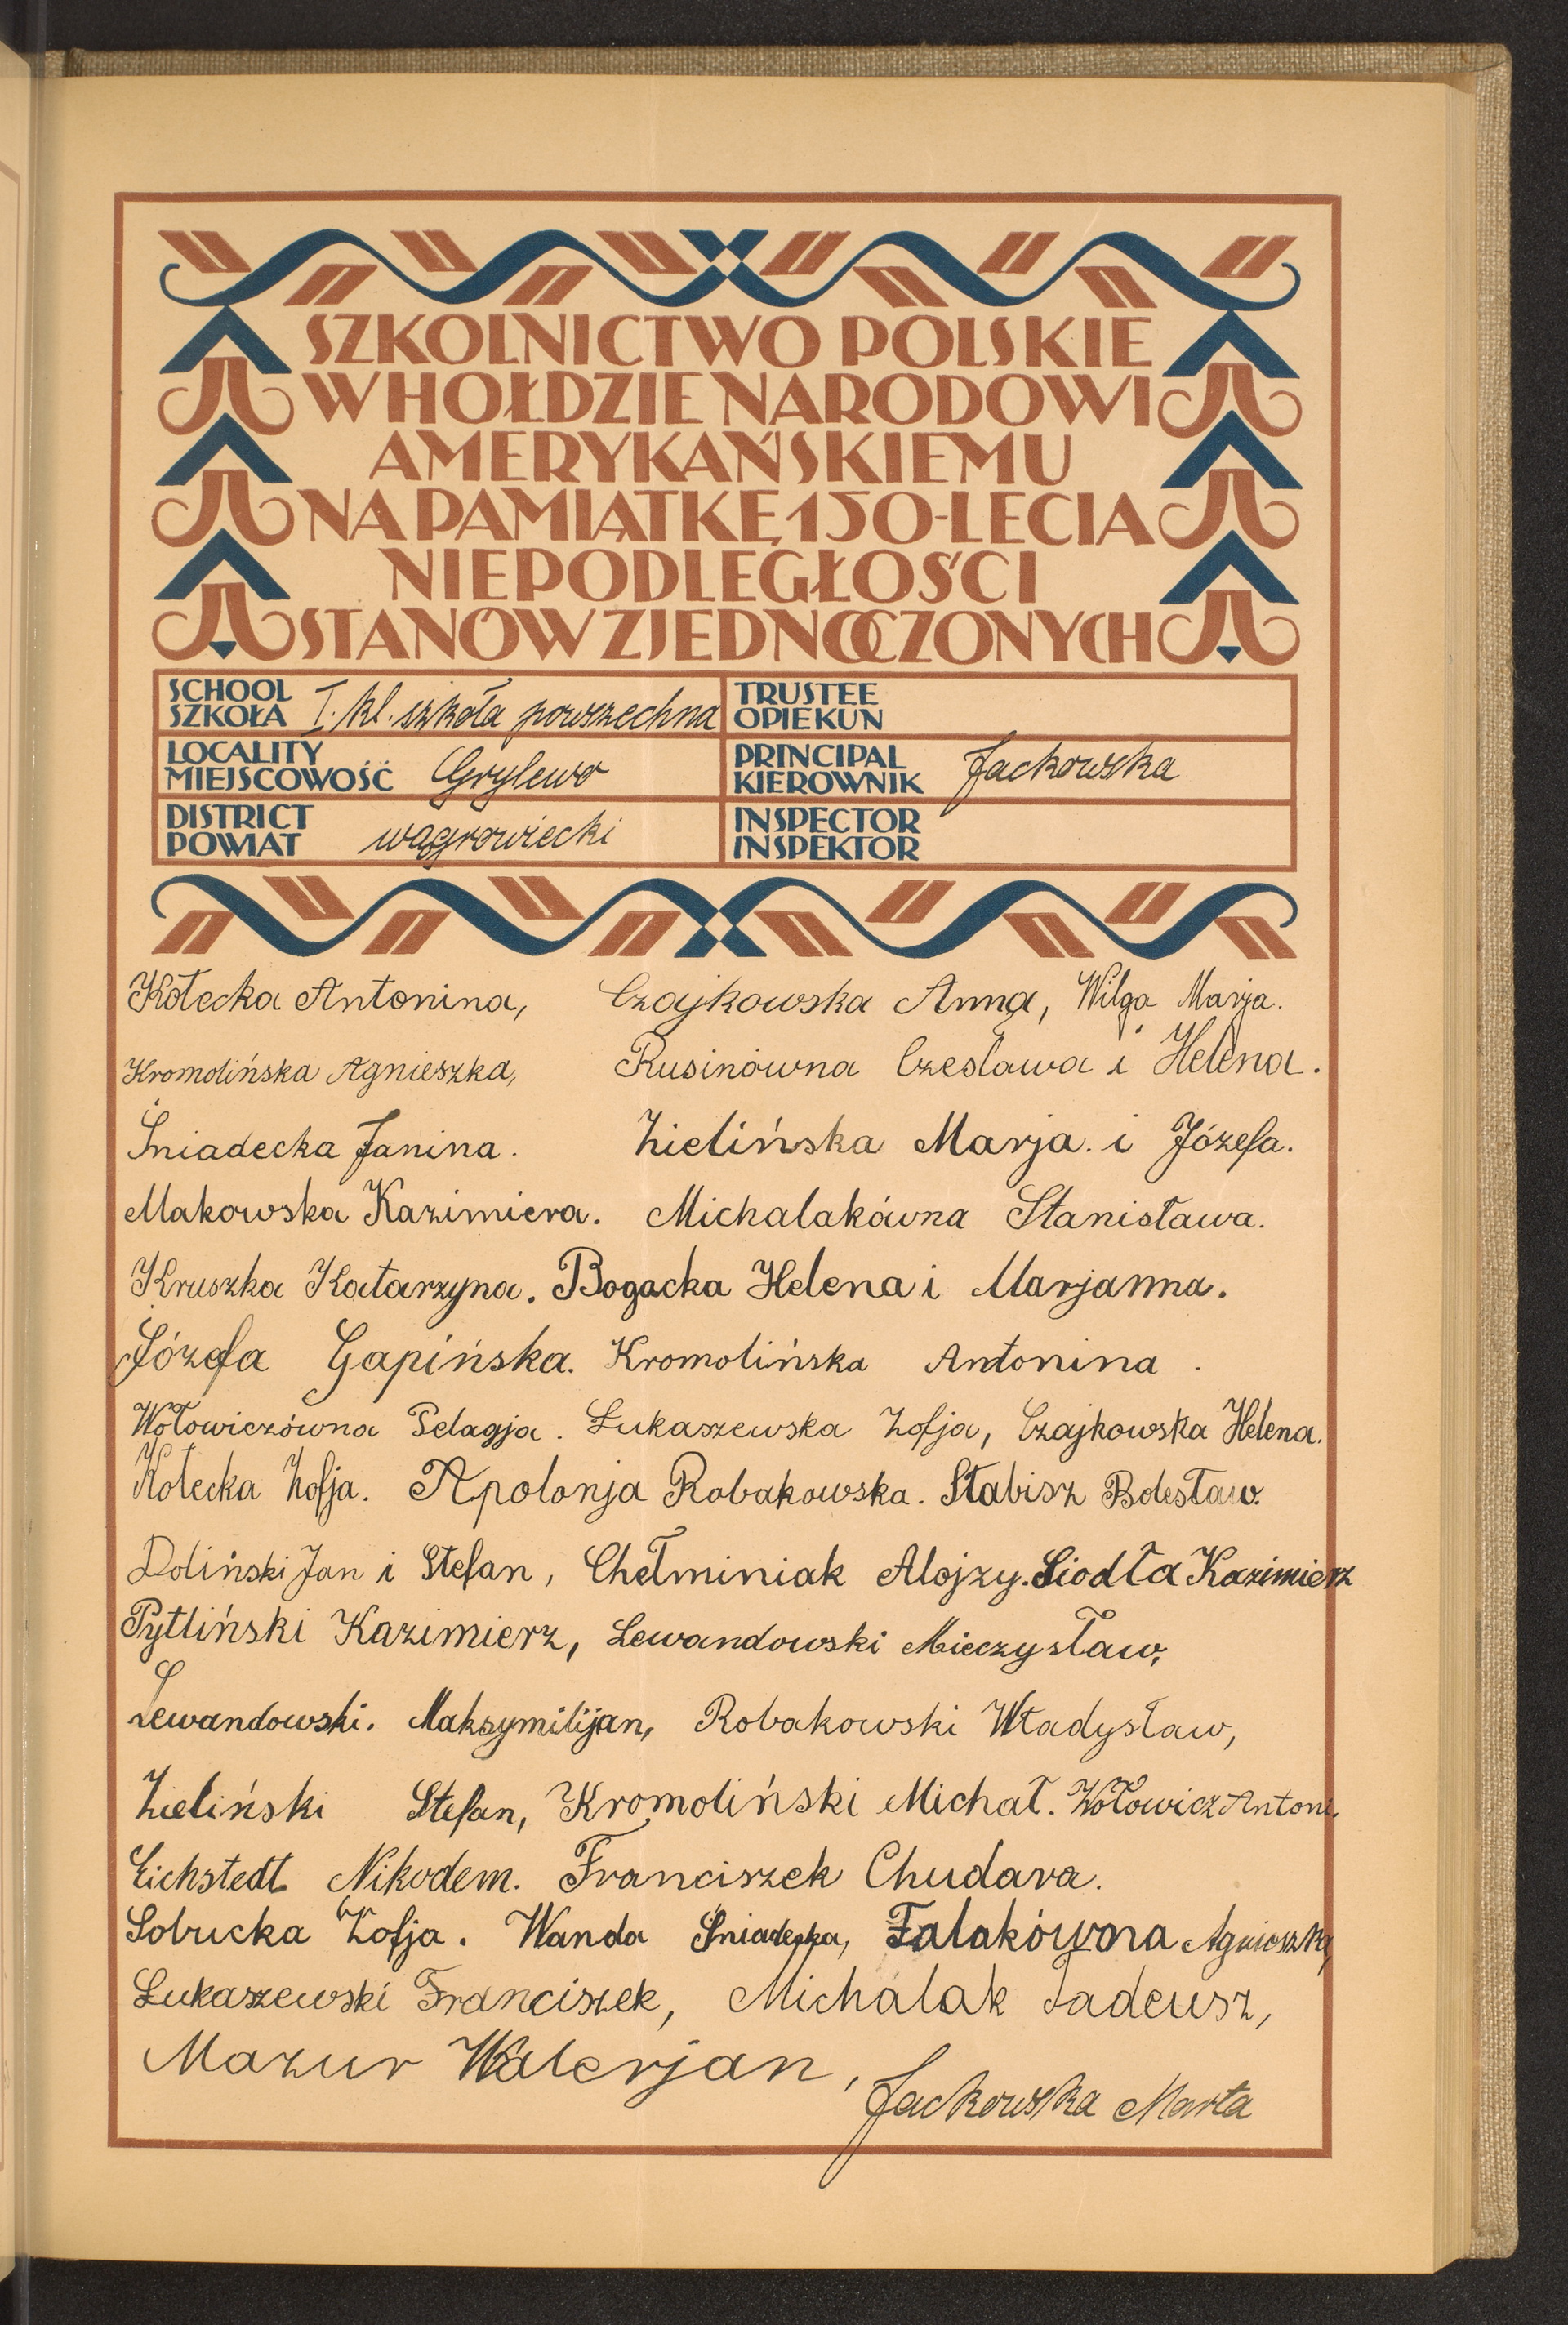 SZKOLNICTWO POLSKIE
W HOŁDZIE NARODOWI
AMERYKAŃSKIEMU
NA PAMIĄTKĘ 150-LECIA
NIEPODLEGŁOŚCI
STANÓW ZJEDNOCZONYCH
SCHOOL
SZKOŁA I. kl. szkoła powszechna
TRUSTEE
OPIEKUN
LOCALITY
MIEJSCOWOŚĆ Grylewo
PRINCIPAL
KIEROWNIK Jackowska
DISTRICT
POWIAT wągrowiecki
INSPECTOR
INSPEKTOR
Kołecka Antonina, Czajkowska Anna, Wilga Marja.
Kromolińska Agnieszka, Rusinówna Czesława i Helena.
Śniadecka Janina. Zielińska Marja. i Józefa.
Makowska Kazimiera. Michalakówna Stanisława.
Kruszka Katarzyna. Bogacka Helena i Marjanna.
Józefa Gapińska. Kromolińska Antonina.
Wołowiczówna Pelagja. Łukaszewska Zofja, Czajkowska Helena.
Kołecka Zofja. Apolonja Robakowska. Stabisz Bolesław.
Doliński Jan i Stefan, Chełminiak Alojzy. Siodła Kazimierz
Pytliński Kazimierz, Lewandowski Mieczysław,
Lewandowski. Maksymilijan, Robakowski Władysław,
Zieliński Stefan, Kromoliński Michał. Wołowicz Antoni.
Eichstedt Nikodem. Franciszek Chudara.
Sobucka Zofja. Wanda Śniadecka, Falakówna Agnieszka,
Łukaszewski Franciszek, Michalak Tadeusz,
Mazur Walerjan, Jackowska Marta